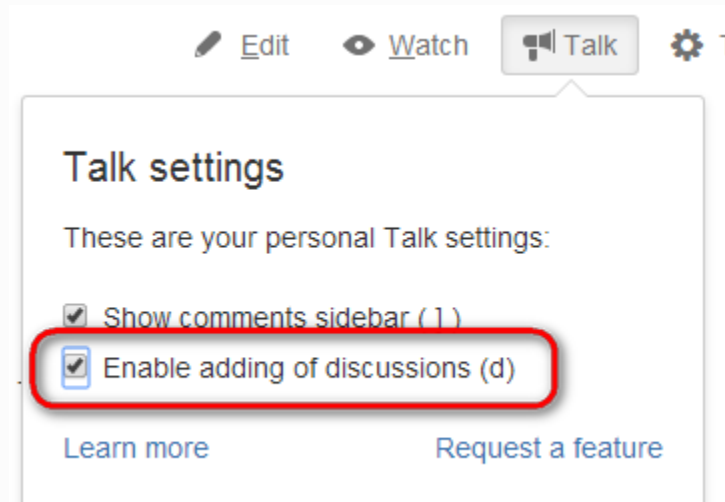 Edit Watch Talk
Talk settings
These are your personal Talk settings:
Show comments sidebar ( ] )
Enable adding of discussions (d)
Learn more Request a feature